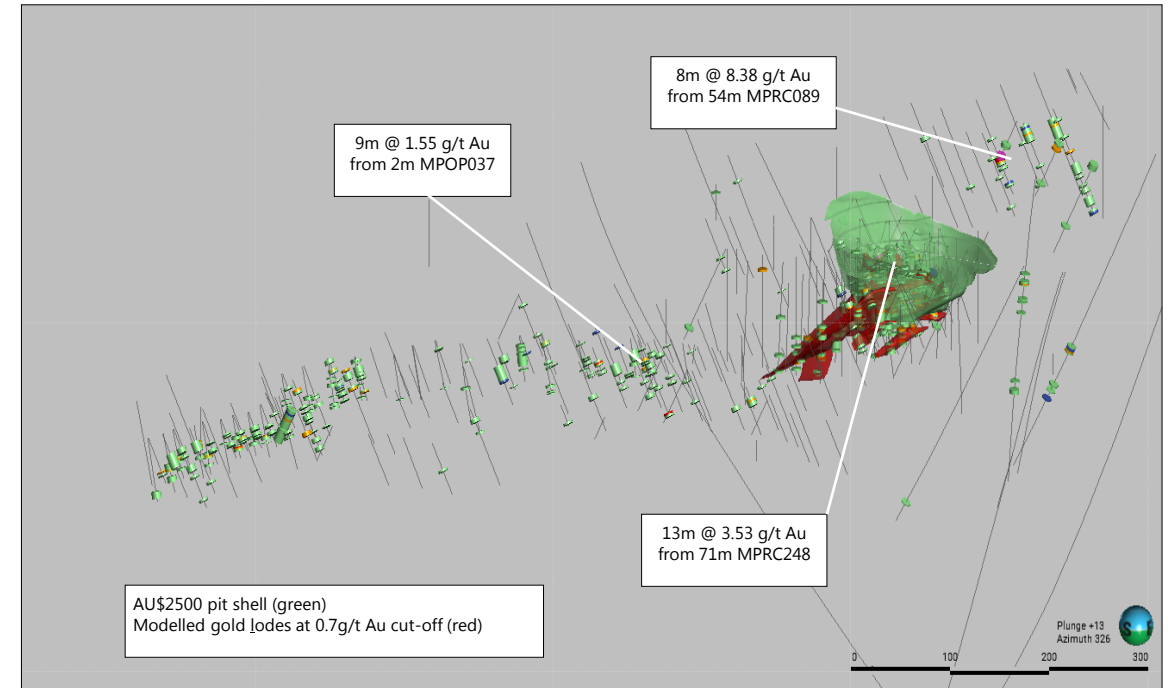 8m @ 8.38 g/t Au
from 54m MPRC089
9m @ 1.55 g/t Au
from 2m MPOP037
13m @ 3.53 g/t Au
from 71m MPRC248
AU$2500 pit shell (green)
Modelled gold lodes at 0.7g/t Au cut-off (red)
Plunge +13
Azimuth 326
0 100 200 300